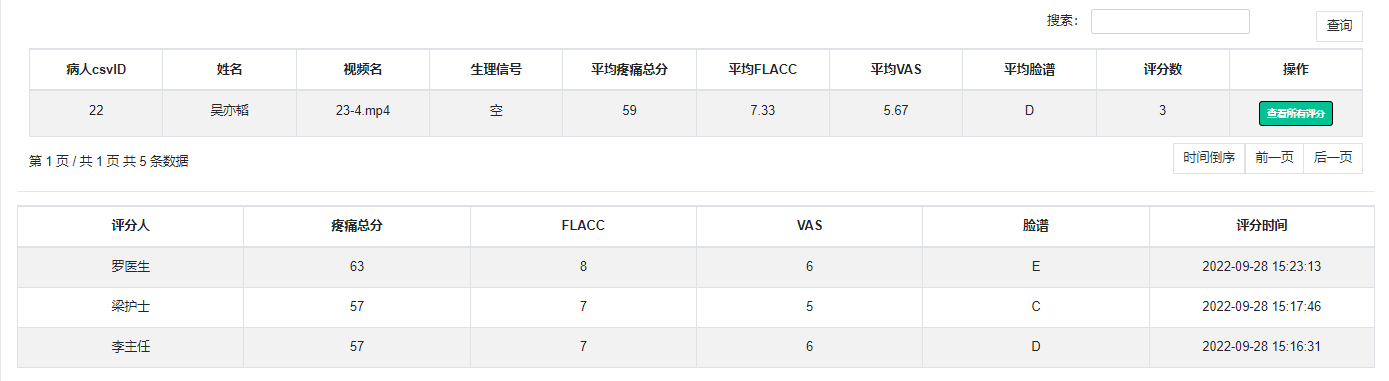 搜索： 查询
病人csvID 姓名 视频名 生理信号 平均疼痛总分 平均FLACC 平均VAS 平均脸谱 评分数 操作
22 吴亦韬 23-4.mp4 空 59 7.33 5.67 D 3 查看所有评分
第 1 页 / 共 1 页 共 5 条数据 时间倒序 前一页 后一页
评分人 疼痛总分 FLACC VAS 脸谱 评分时间
罗医生 63 8 6 E 2022-09-28 15:23:13
梁护士 57 7 5 C 2022-09-28 15:17:46
李主任 57 7 6 D 2022-09-28 15:16:31